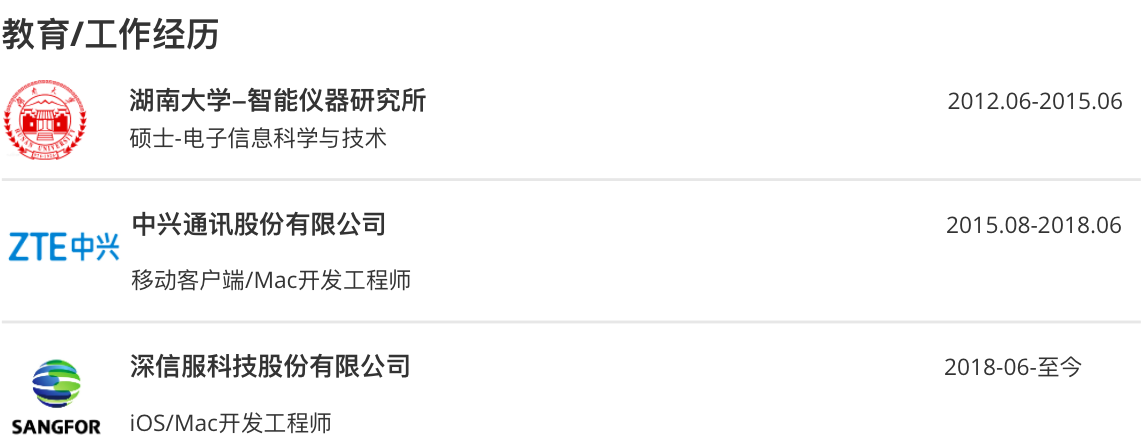 教育/工作经历
湖南大学–智能仪器研究所
2012.06-2015.06
硕士-电子信息科学与技术
HUNAN UNIVERSITY
中兴通讯股份有限公司
2015.08-2018.06
ZTE中兴
移动客户端/Mac开发工程师
深信服科技股份有限公司
2018-06-至今
SANGFOR
iOS/Mac开发工程师